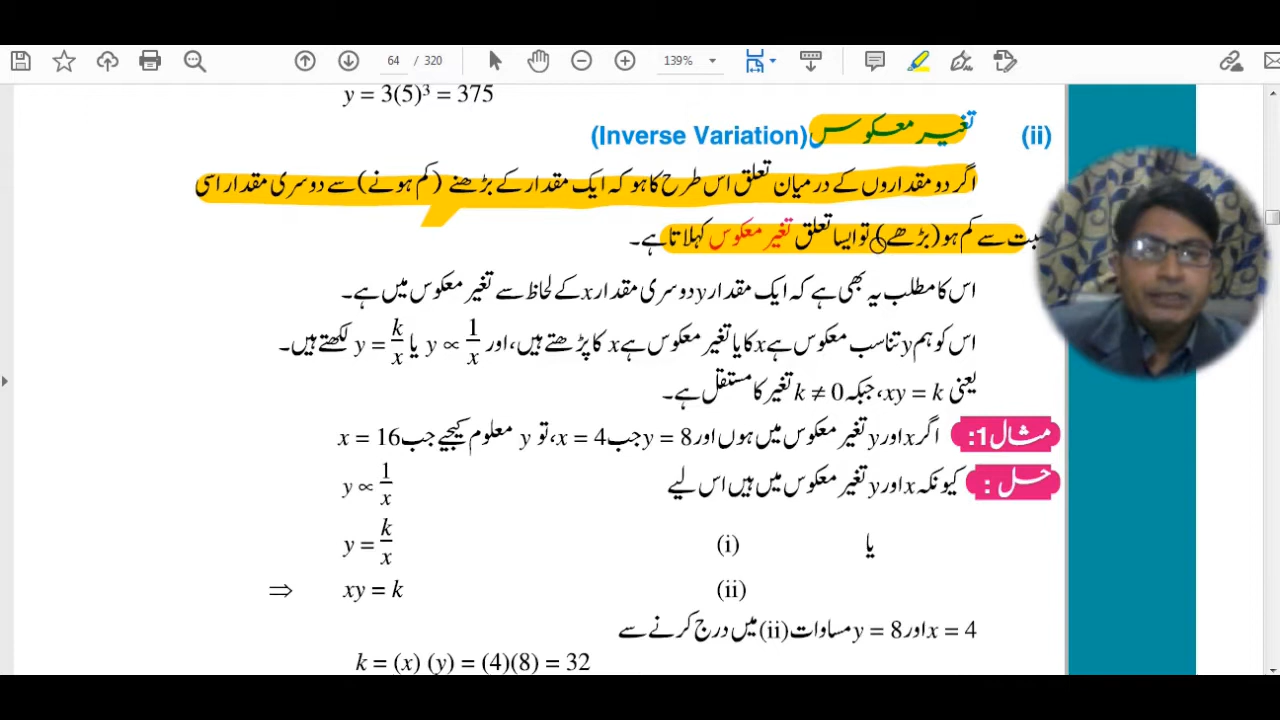 64 / 320
139%
y = 3(5)³ = 375
(ii) تغیر معکوس (Inverse Variation)
اگر دو مقداروں کے درمیان تعلق اس طرح کا ہو کہ ایک مقدار کے بڑھنے (کم ہونے) سے دوسری مقدار اسی
سبت سے کم ہو (بڑھے) تو ایسا تعلق تغیر معکوس کہلاتا ہے۔
اس کا مطلب یہ بھی ہے کہ ایک مقدار y دوسری مقدار x کے لحاظ سے تغیر معکوس میں ہے۔
اس کو ہم y تناسب معکوس ہے x کا یا تغیر معکوس ہے x کا پڑھتے ہیں، اور y ∝ 1/x یا y = k/x لکھتے ہیں۔
یعنی xy = k، جبکہ k ≠ 0 تغیر کا مستقل ہے۔
مثال 1: اگر x اور y تغیر معکوس میں ہوں اور y = 8 جب x = 4، تو y معلوم کیجیے جب x = 16
حل : کیونکہ x اور y تغیر معکوس میں ہیں اس لیے y ∝ 1/x
یا (i) y = k/x
⇒ xy = k (ii)
x = 4 اور y = 8 مساوات (ii) میں درج کرنے سے
k = (x) (y) = (4)(8) = 32